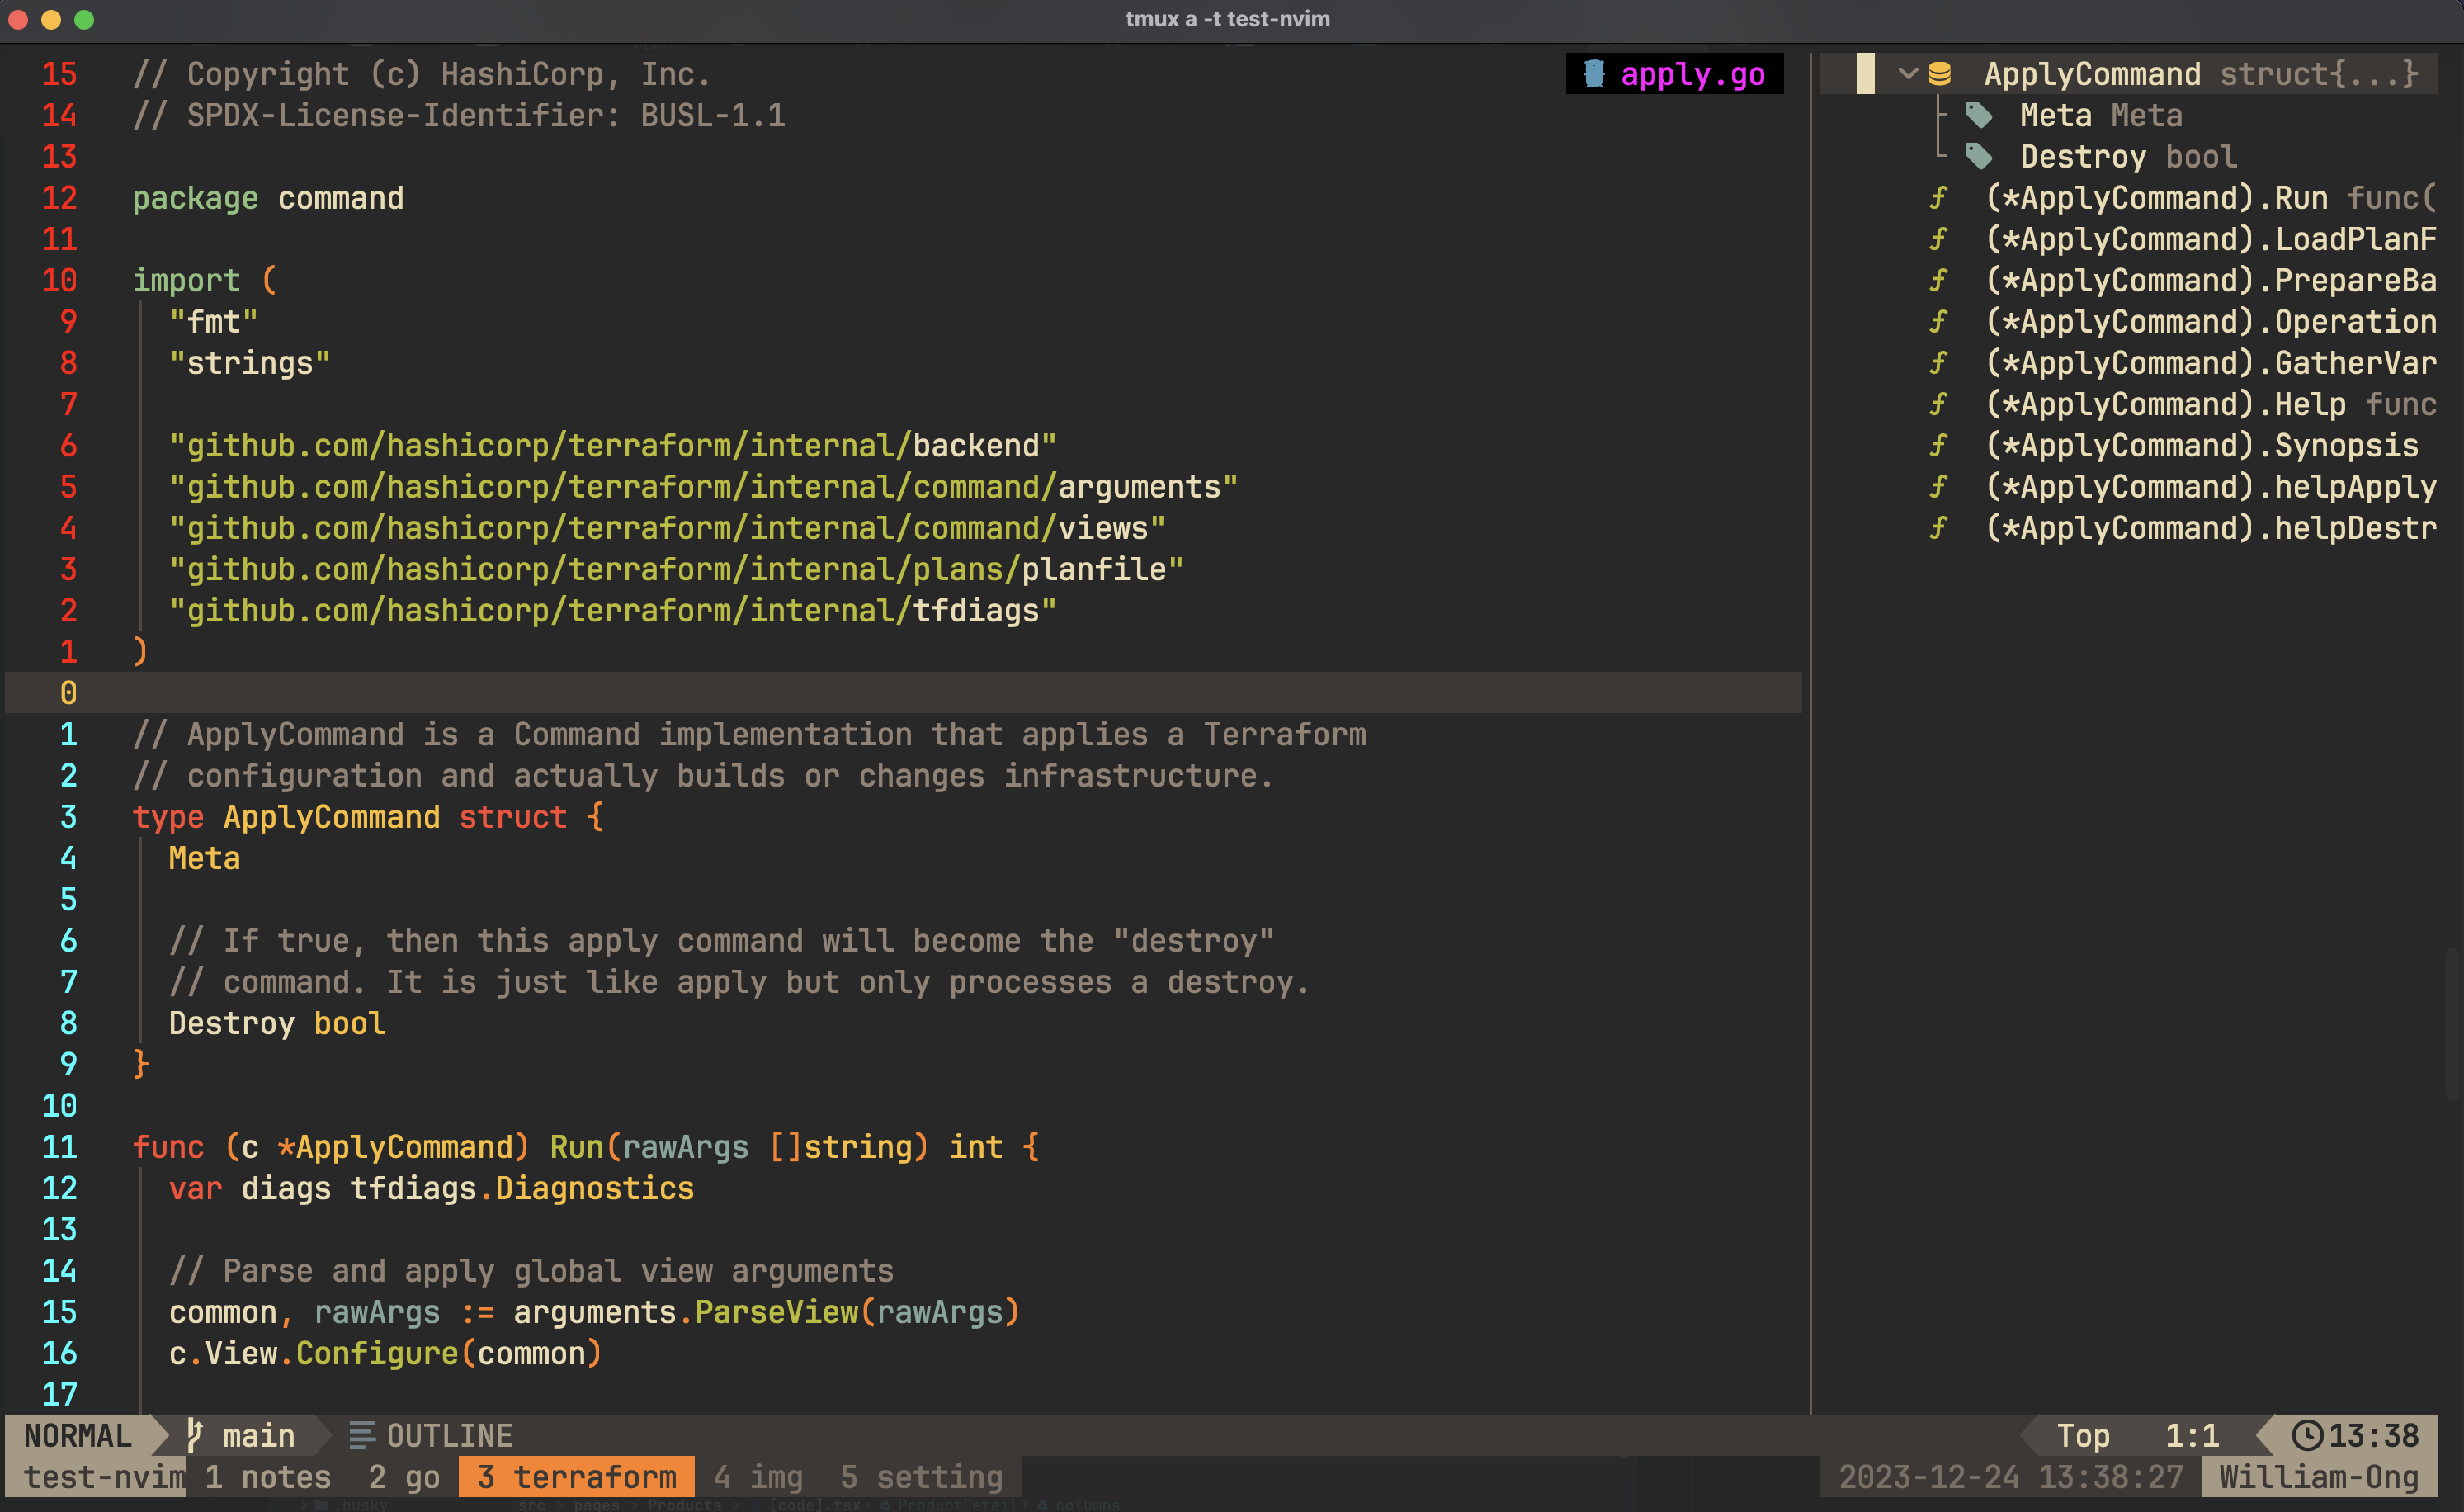 tmux a -t test-nvim
15 // Copyright (c) HashiCorp, Inc.
14 // SPDX-License-Identifier: BUSL-1.1
13
12 package command
11
10 import (
9 "fmt"
8 "strings"
7
6 "github.com/hashicorp/terraform/internal/backend"
5 "github.com/hashicorp/terraform/internal/command/arguments"
4 "github.com/hashicorp/terraform/internal/command/views"
3 "github.com/hashicorp/terraform/internal/plans/planfile"
2 "github.com/hashicorp/terraform/internal/tfdiags"
1 )
0
1 // ApplyCommand is a Command implementation that applies a Terraform
2 // configuration and actually builds or changes infrastructure.
3 type ApplyCommand struct {
4 Meta
5
6 // If true, then this apply command will become the "destroy"
7 // command. It is just like apply but only processes a destroy.
8 Destroy bool
9 }
10
11 func (c *ApplyCommand) Run(rawArgs []string) int {
12 var diags tfdiags.Diagnostics
13
14 // Parse and apply global view arguments
15 common, rawArgs := arguments.ParseView(rawArgs)
16 c.View.Configure(common)
17
apply.go
ApplyCommand struct{...}
Meta Meta
Destroy bool
(*ApplyCommand).Run func(
(*ApplyCommand).LoadPlanF
(*ApplyCommand).PrepareBa
(*ApplyCommand).Operation
(*ApplyCommand).GatherVar
(*ApplyCommand).Help func
(*ApplyCommand).Synopsis
(*ApplyCommand).helpApply
(*ApplyCommand).helpDestr
NORMAL main OUTLINE Top 1:1 13:38
test-nvim 1 notes 2 go 3 terraform 4 img 5 setting 2023-12-24 13:38:27 William-Ong
.husky src > pages > Products > [code].tsx > ProductDetail > columns